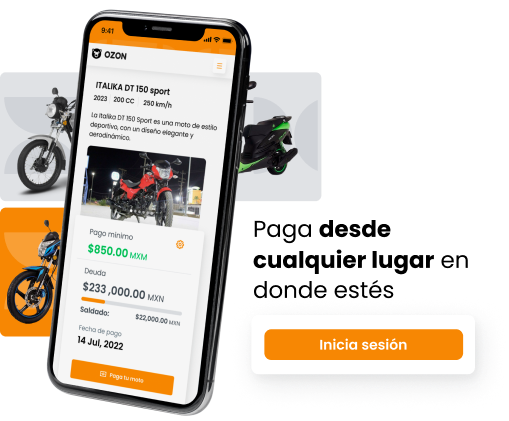 9:41
OZON
ITALIKA DT 150 sport
2023 200 CC 250 km/h
La Italika DT 150 Sport es una moto de estilo
deportivo, con un diseño elegante y
aerodinámico.
Pago mínimo
$850.00 MXM
Deuda
$233 ,000.00 MXN
Saldado:
$22,000.00 MXN
Fecha de pago
14 Jul, 2022
Paga tu moto
Paga desde
cualquier lugar en
donde estés
Inicia sesión